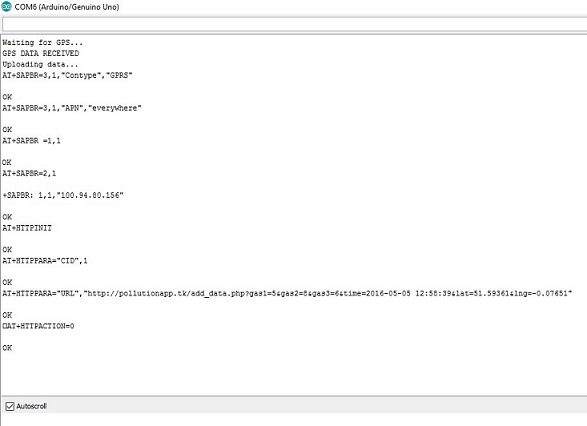 COM6 (Arduino/Genuino Uno)
Waiting for GPS...
GPS DATA RECEIVED
Uploading data...
AT+SAPBR=3,1,"Contype","GPRS"
OK
AT+SAPBR=3,1,"APN","everywhere"
OK
AT+SAPBR =1,1
OK
AT+SAPBR=2,1
+SAPBR: 1,1,"100.94.80.156"
OK
AT+HTTPINIT
OK
AT+HTTPPARA="CID",1
OK
AT+HTTPPARA="URL","http://pollutionapp.tk/add_data.php?gas1=5&gas2=8&gas3=6&time=2016-05-05 12:58:39&lat=51.59361&lng=-0.07651"
OK
□AT+HTTPACTION=0
OK
Autoscroll